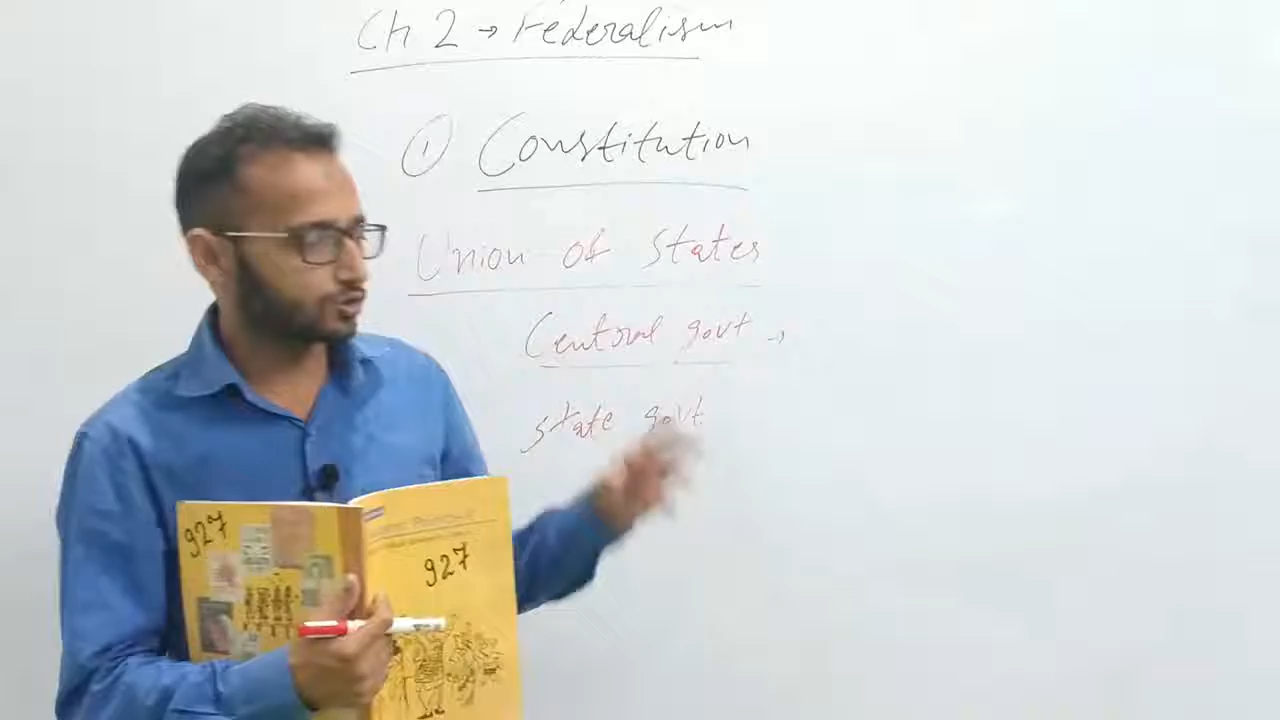 Ch 2 → Federalism
① Constitution
Union of States
Central govt →
state govt
927
927